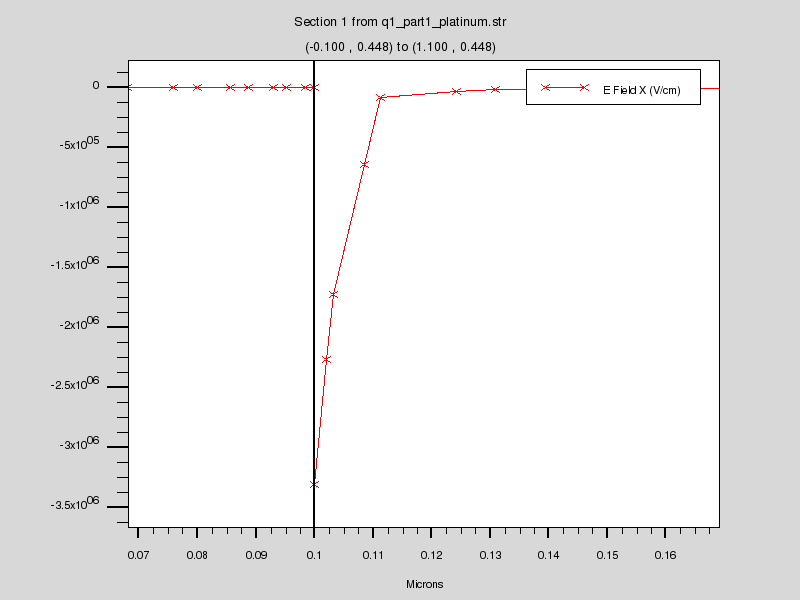 Section 1 from q1_part1_platinum.str
(-0.100 , 0.448) to (1.100 , 0.448)
E Field X (V/cm)
0
-5x10^05
-1x10^06
-1.5x10^06
-2x10^06
-2.5x10^06
-3x10^06
-3.5x10^06
0.07 0.08 0.09 0.1 0.11 0.12 0.13 0.14 0.15 0.16
Microns